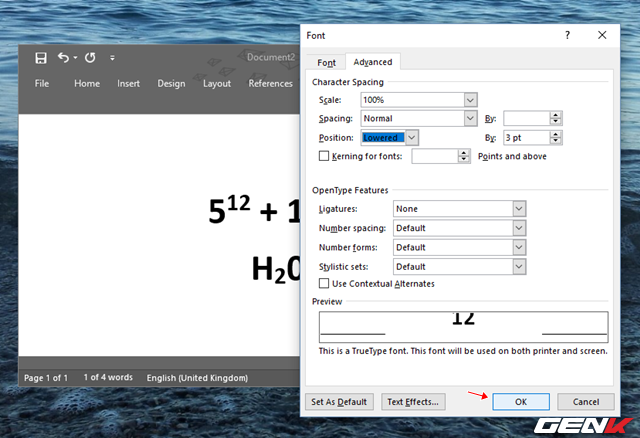 Document2
File Home Insert Design Layout References
5¹² + 1
H₂0
Page 1 of 1 1 of 4 words English (United Kingdom)
Font
?
Font Advanced
Character Spacing
Scale: 100%
Spacing: Normal By:
Position: Lowered By: 3 pt
Kerning for fonts: Points and above
OpenType Features
Ligatures: None
Number spacing: Default
Number forms: Default
Stylistic sets: Default
Use Contextual Alternates
Preview
12
This is a TrueType font. This font will be used on both printer and screen.
Set As Default Text Effects... OK Cancel
GENK